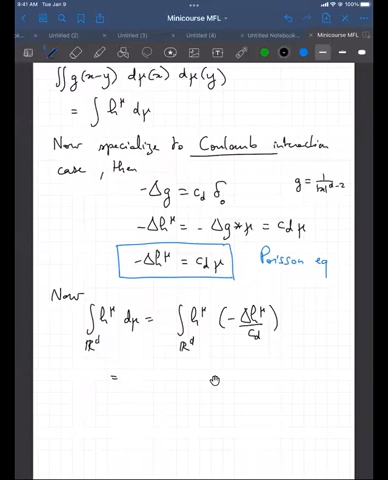 8:41 AM Tue Jan 9
Minicourse MFL
Untitled (2)
Untitled (3)
Untitled (4)
Untitled Notebook...
Minicourse MFL
∬ g(x-y) dμ(x) dμ(y)
= ∫ h^μ dμ
Now specialize to Coulomb interaction
case, then
-Δg = c_d δ_0
g = 1/|x|^{d-2}
-Δh^μ = -Δg * μ = c_d μ
-Δh^μ = c_d μ
Poisson eq
Now
∫_{ℝ^d} h^μ dμ = ∫_{ℝ^d} h^μ (-Δh^μ/c_d)
=